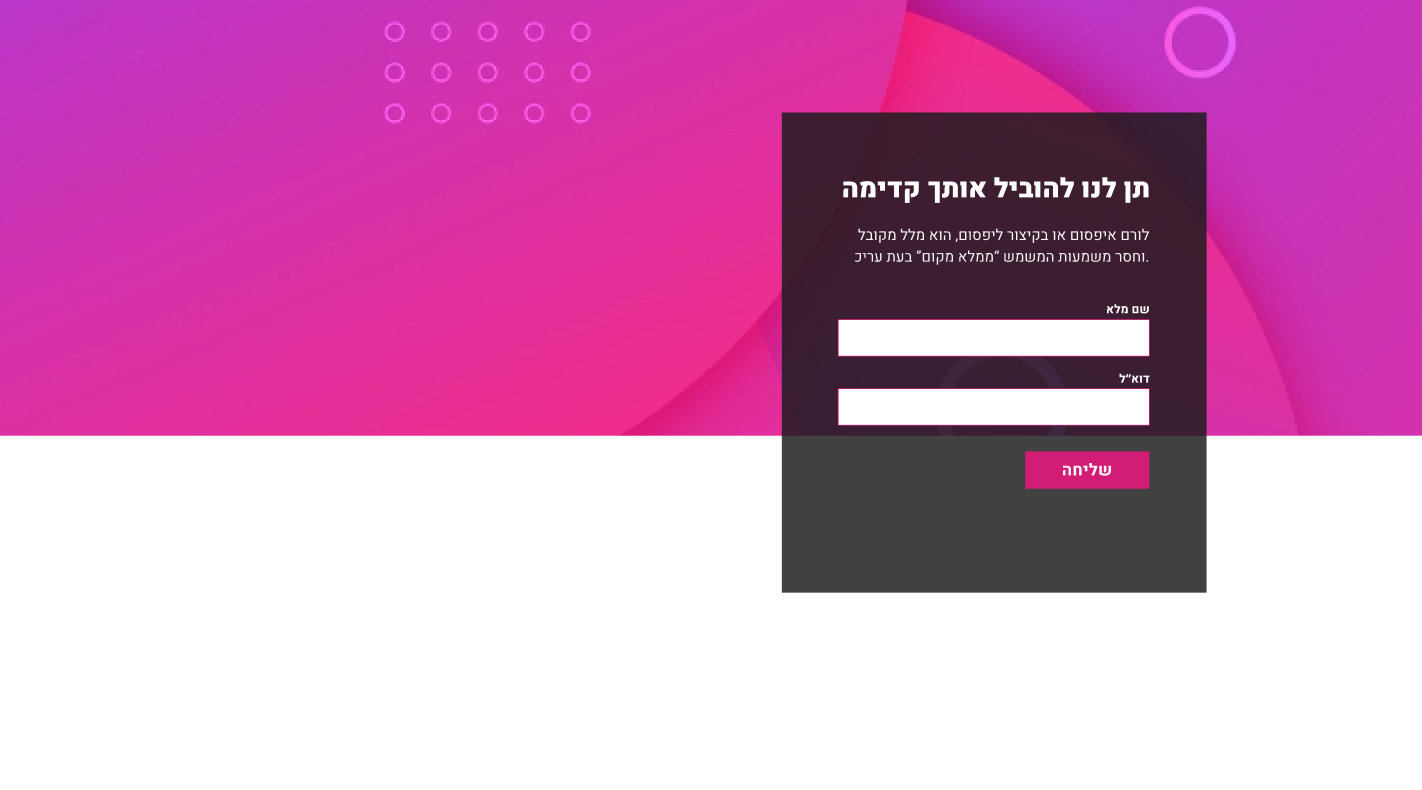 תן לנו להוביל אותך קדימה
לורם איפסום או בקיצור ליפסום, הוא מלל מקובל
וחסר משמעות המשמש ”ממלא מקום“ בעת עריכ.
שם מלא
דוא״ל
שליחה